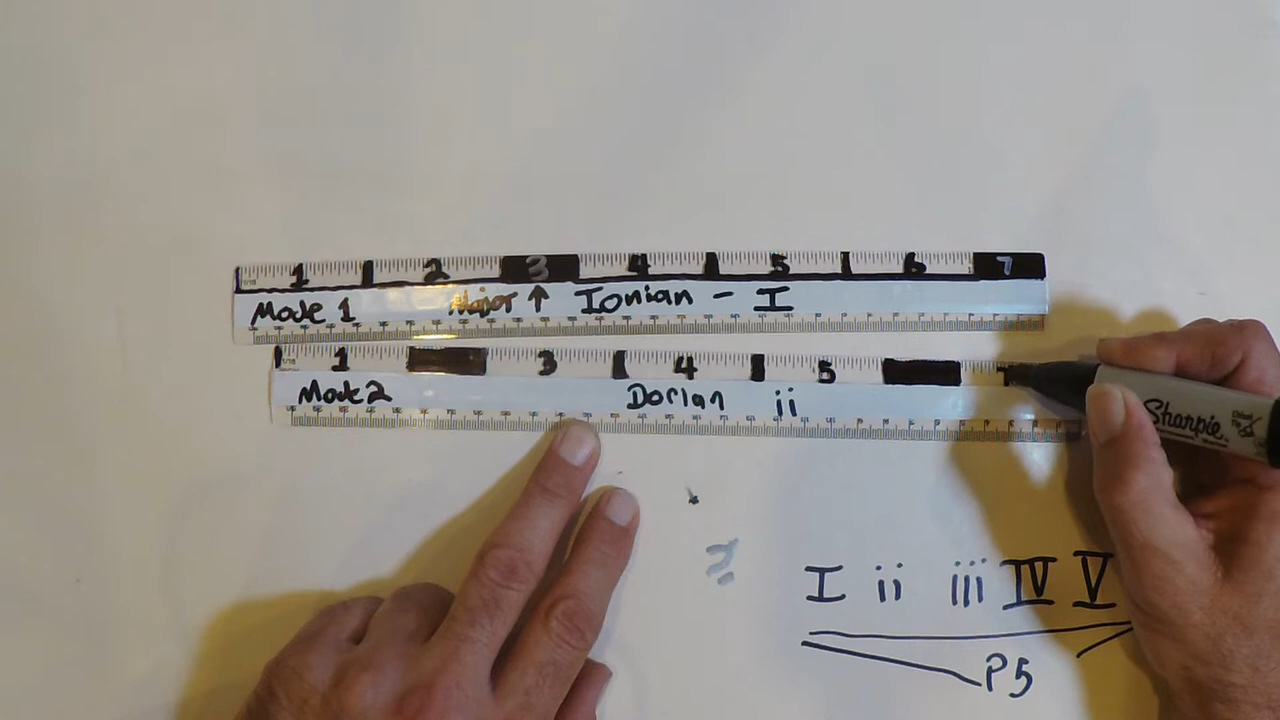 1 2 3 4 5 6 7
Mode 1 Major ↑ Ionian - I
1 3 4 5
Mode 2 Dorian ii
Sharpie
I ii iii IV V
P5